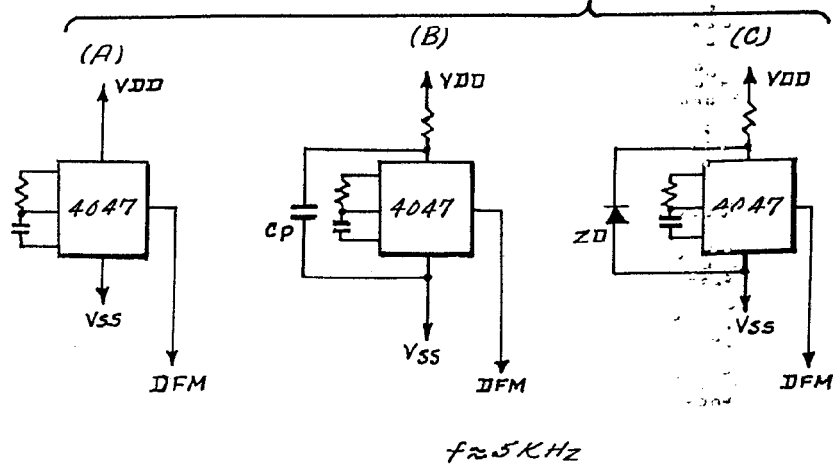 (A)
(B)
(C)
VDD
VDD
VDD
4047
4047
4047
CP
ZD
VSS
VSS
VSS
DFM
DFM
DFM
f≈5KHz